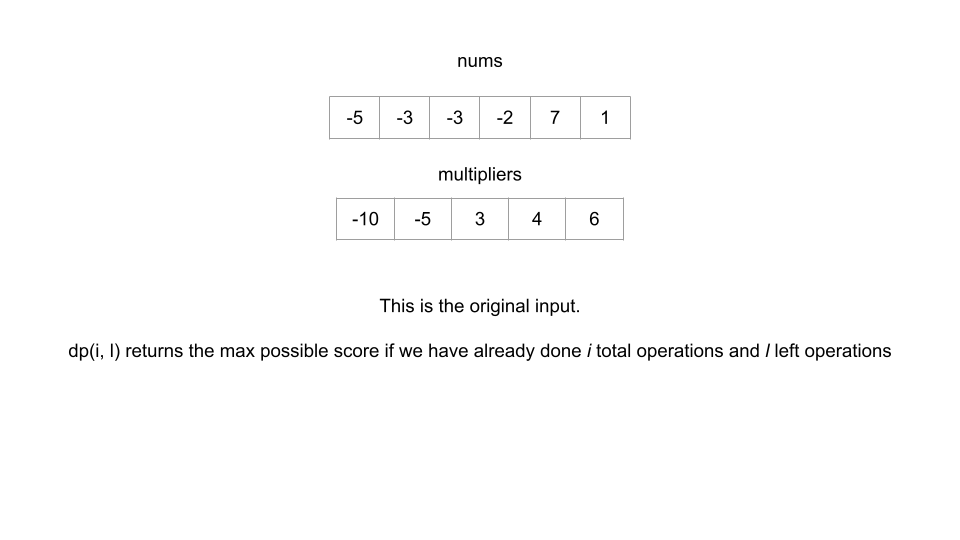 nums
-5 -3 -3 -2 7 1
multipliers
-10 -5 3 4 6
This is the original input.
dp(i, l) returns the max possible score if we have already done i total operations and l left operations